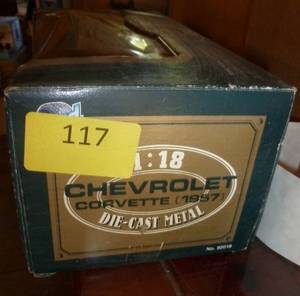 117
1:18
CHEVROLET
CORVETTE (1957)
DIE-CAST METAL